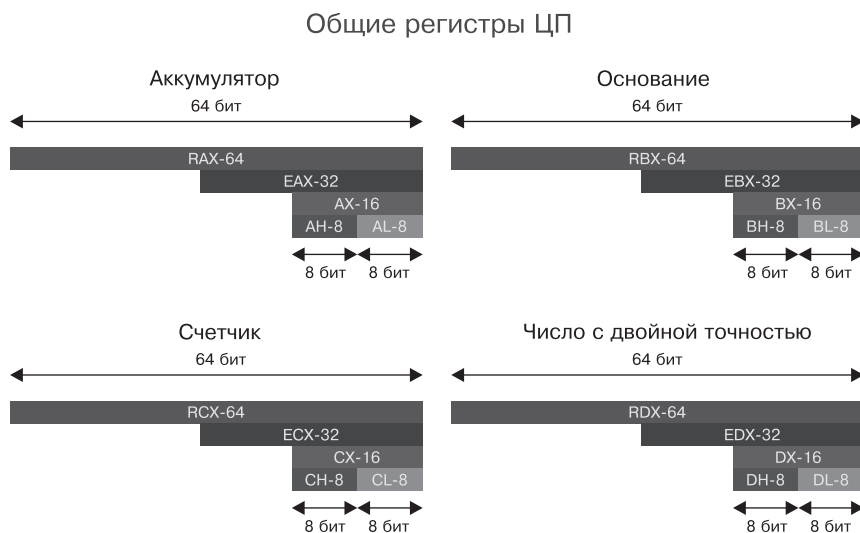 Общие регистры ЦП
Аккумулятор
64 бит
RAX-64
EAX-32
AX-16
AH-8 AL-8
8 бит 8 бит
Основание
64 бит
RBX-64
EBX-32
BX-16
BH-8 BL-8
8 бит 8 бит
Счетчик
64 бит
RCX-64
ECX-32
CX-16
CH-8 CL-8
8 бит 8 бит
Число с двойной точностью
64 бит
RDX-64
EDX-32
DX-16
DH-8 DL-8
8 бит 8 бит